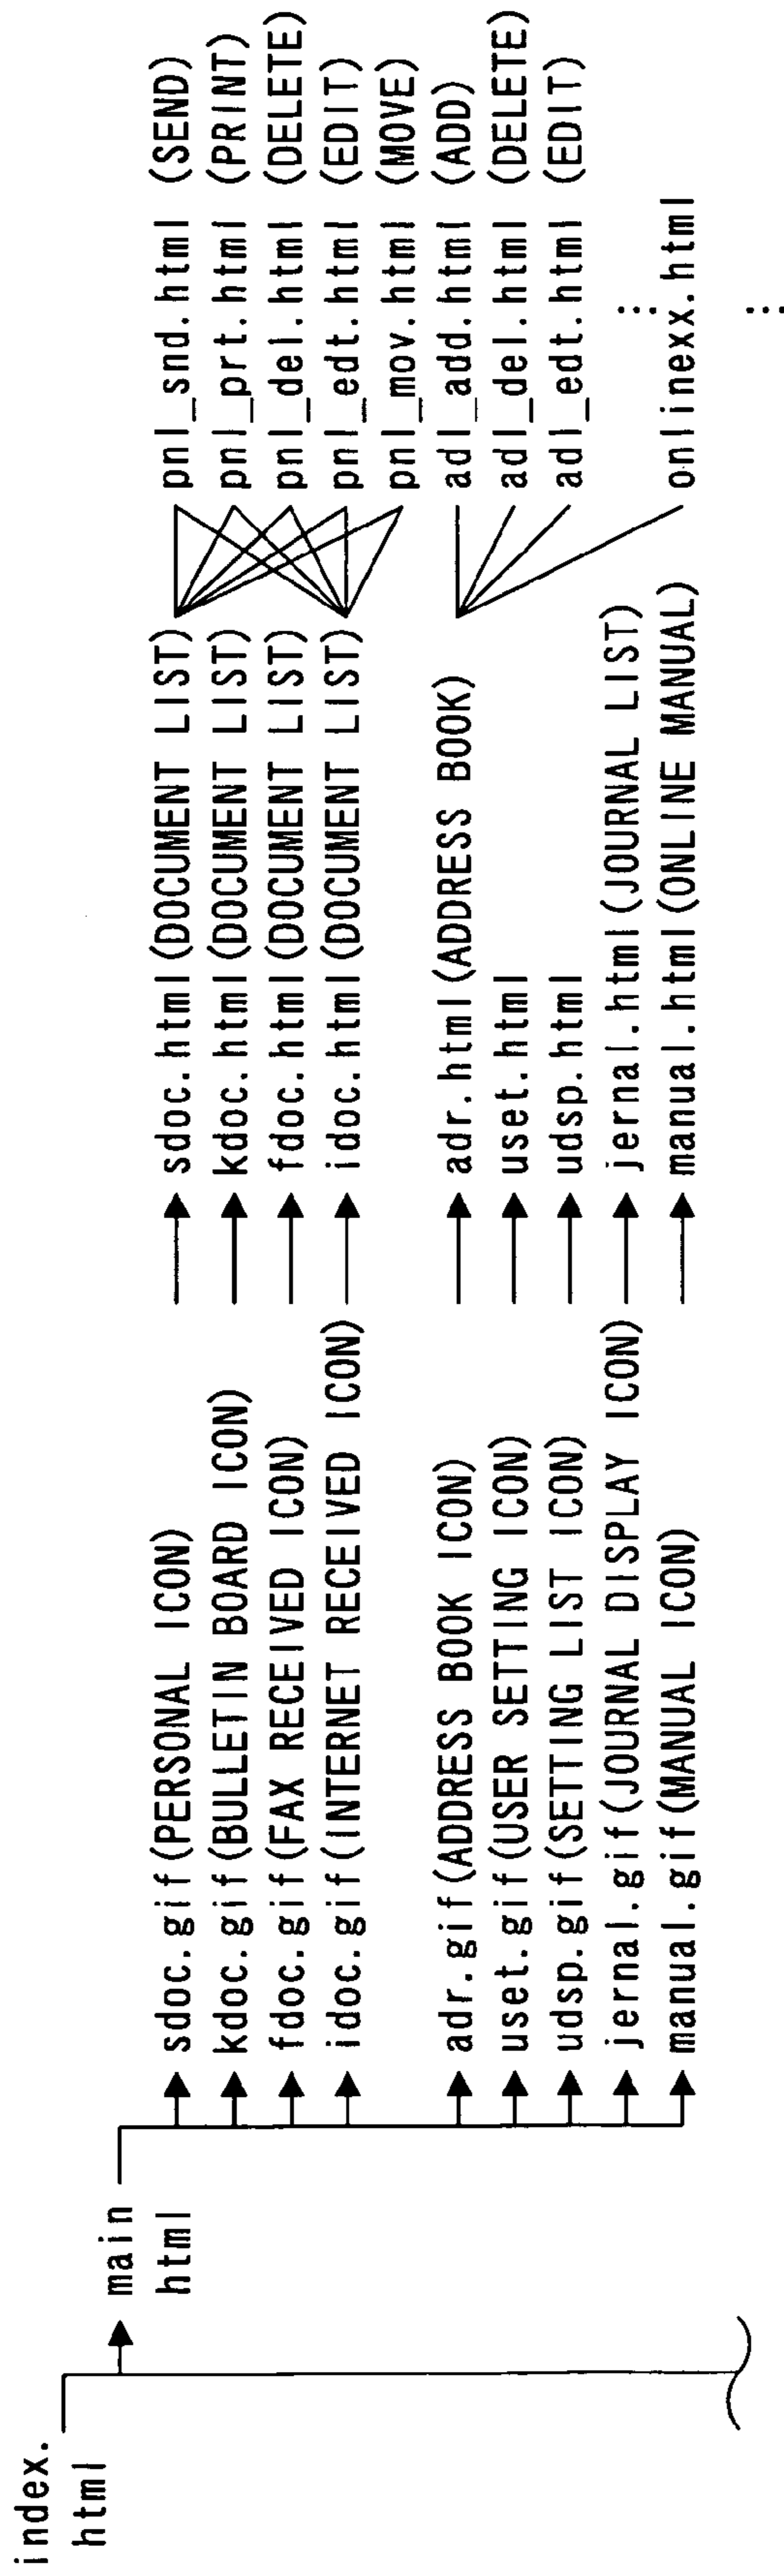 index.
html
main
html
sdoc.gif(PERSONAL ICON)
kdoc.gif(BULLETIN BOARD ICON)
fdoc.gif(FAX RECEIVED ICON)
idoc.gif(INTERNET RECEIVED ICON)
adr.gif(ADDRESS BOOK ICON)
uset.gif(USER SETTING ICON)
udsp.gif(SETTING LIST ICON)
jernal.gif(JOURNAL DISPLAY ICON)
manual.gif(MANUAL ICON)
sdoc.html(DOCUMENT LIST)
kdoc.html(DOCUMENT LIST)
fdoc.html(DOCUMENT LIST)
idoc.html(DOCUMENT LIST)
adr.html(ADDRESS BOOK)
uset.html
udsp.html
jernal.html(JOURNAL LIST)
manual.html(ONLINE MANUAL)
pnl_snd.html (SEND)
pnl_prt.html (PRINT)
pnl_del.html (DELETE)
pnl_edt.html (EDIT)
pnl_mov.html (MOVE)
adl_add.html (ADD)
adl_del.html (DELETE)
adl_edt.html (EDIT)
onlinexx.html